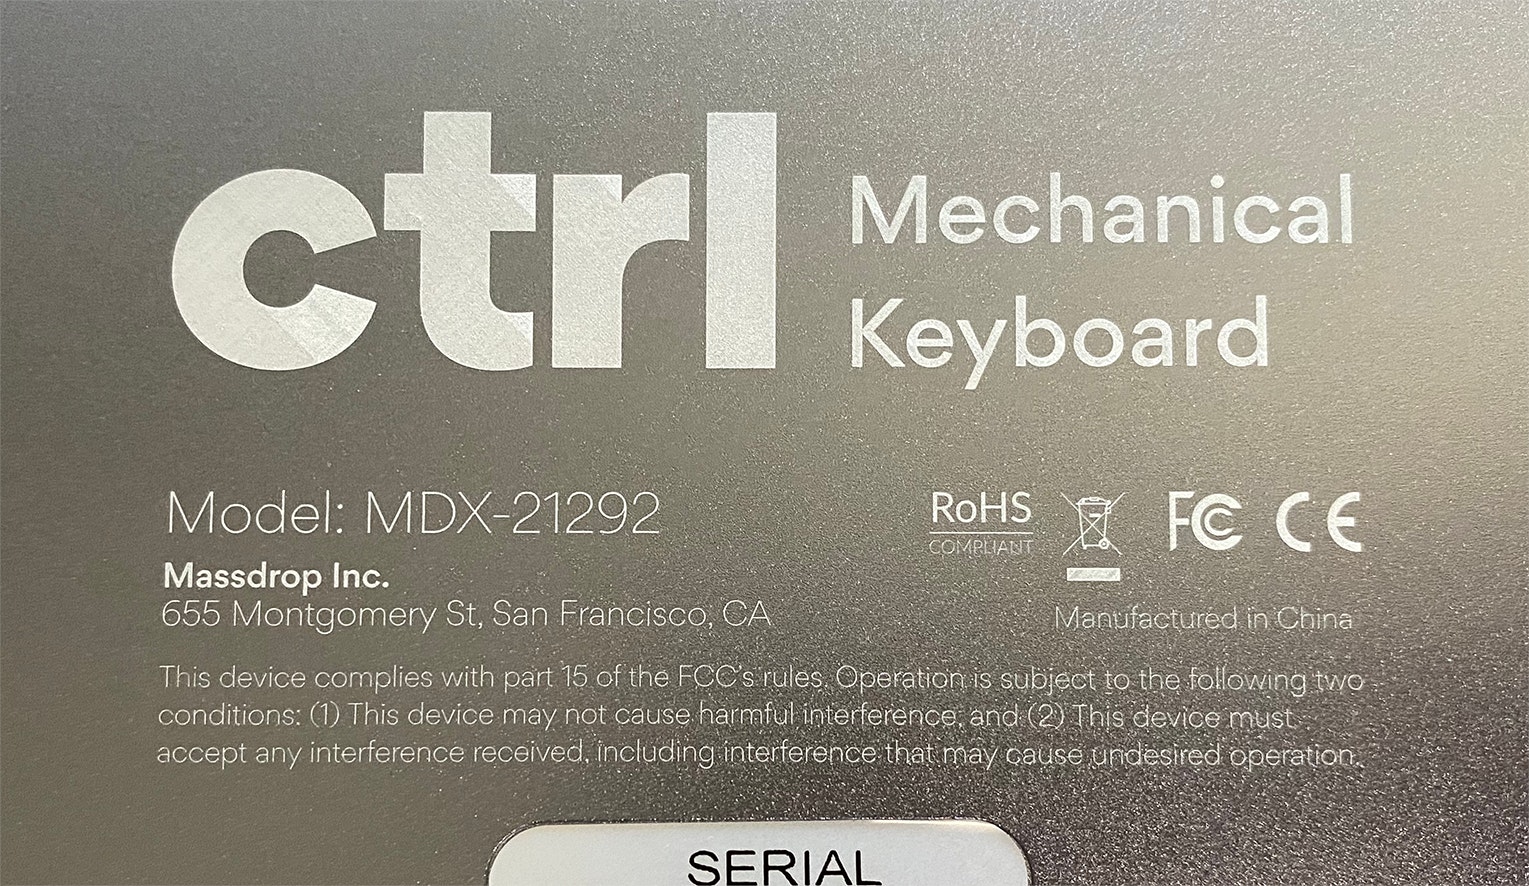 ctrl Mechanical Keyboard
Model: MDX-21292
Massdrop Inc.
655 Montgomery St, San Francisco, CA
RoHS
COMPLIANT
FC CE
Manufactured in China
This device complies with part 15 of the FCC's rules. Operation is subject to the following two
conditions: (1) This device may not cause harmful interference, and (2) This device must
accept any interference received, including interference that may cause undesired operation.
SERIAL